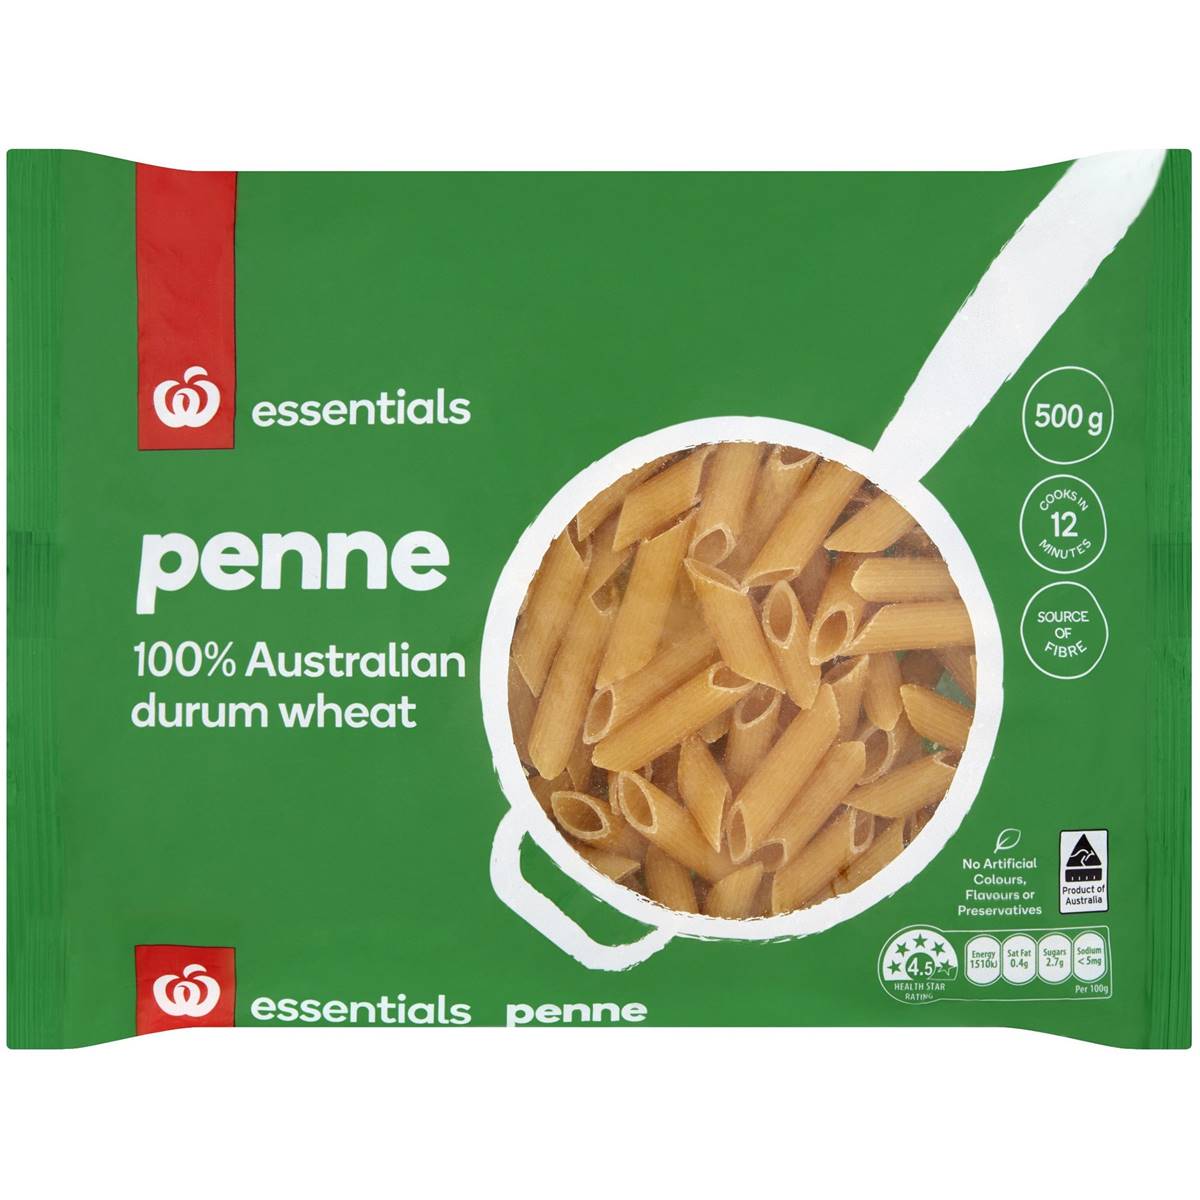 essentials
penne
100% Australian
durum wheat
500 g
COOKS IN
12
MINUTES
SOURCE
OF
FIBRE
No Artificial
Colours,
Flavours or
Preservatives
Product of
Australia
4.5
HEALTH STAR
RATING
Energy
1510kJ
Sat Fat
0.4g
Sugars
2.7g
Sodium
<5mg
Per 100g
essentials penne